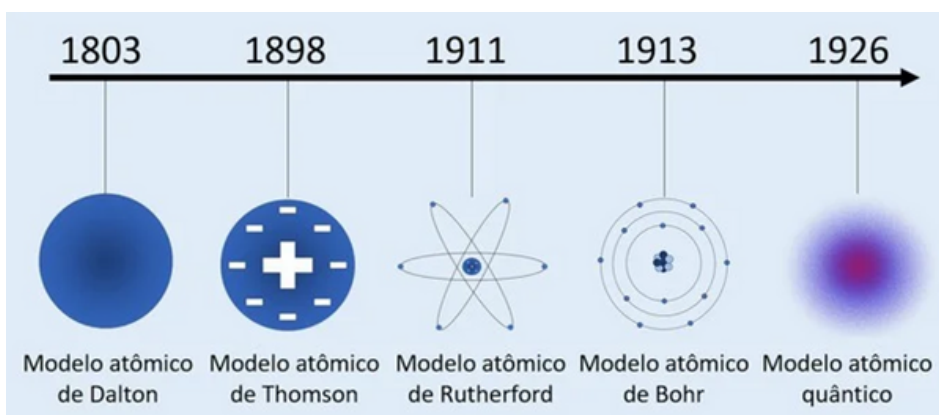 1803 1898 1911 1913 1926
Modelo atômico
de Dalton
Modelo atômico
de Thomson
Modelo atômico
de Rutherford
Modelo atômico
de Bohr
Modelo atômico
quântico